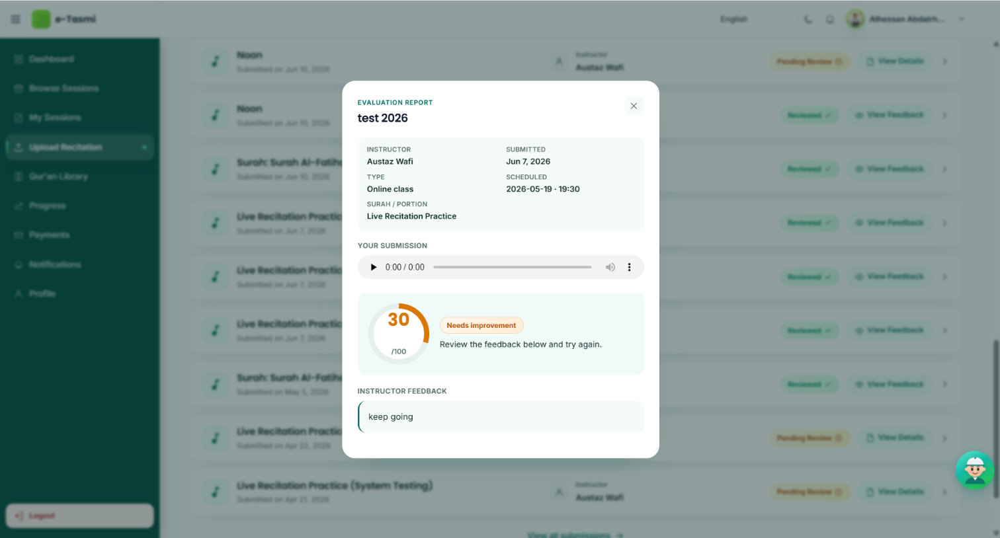 e-Tasmi
English
Alhessan Abdalrh...
Dashboard
Browse Sessions
My Sessions
Upload Recitation
Qur'an Library
Progress
Payments
Notifications
Profile
Logout
Noon
Submitted on Jun 10, 2026
Instructor
Austaz Wafi
Pending Review
View Details
Noon
Submitted on Jun 10, 2026
Reviewed
View Feedback
Surah: Surah Al-Fatih
Submitted on Jun 10, 2026
Reviewed
View Feedback
Live Recitation Practic
Submitted on Jun 7, 2026
Reviewed
View Feedback
Live Recitation Practic
Submitted on Jun 7, 2026
Reviewed
View Feedback
Live Recitation Practic
Submitted on Jun 7, 2026
Reviewed
View Feedback
Surah: Surah Al-Fatih
Submitted on May 5, 2026
Reviewed
View Feedback
Live Recitation Practic
Submitted on Apr 22, 2026
Pending Review
View Details
Live Recitation Practice (System Testing)
Submitted on Apr 21, 2026
Instructor
Austaz Wafi
Pending Review
View Details
View all submissions →
EVALUATION REPORT
test 2026
INSTRUCTOR
Austaz Wafi
SUBMITTED
Jun 7, 2026
TYPE
Online class
SCHEDULED
2026-05-19 · 19:30
SURAH / PORTION
Live Recitation Practice
YOUR SUBMISSION
0:00 / 0:00
30
/100
Needs improvement
Review the feedback below and try again.
INSTRUCTOR FEEDBACK
keep going